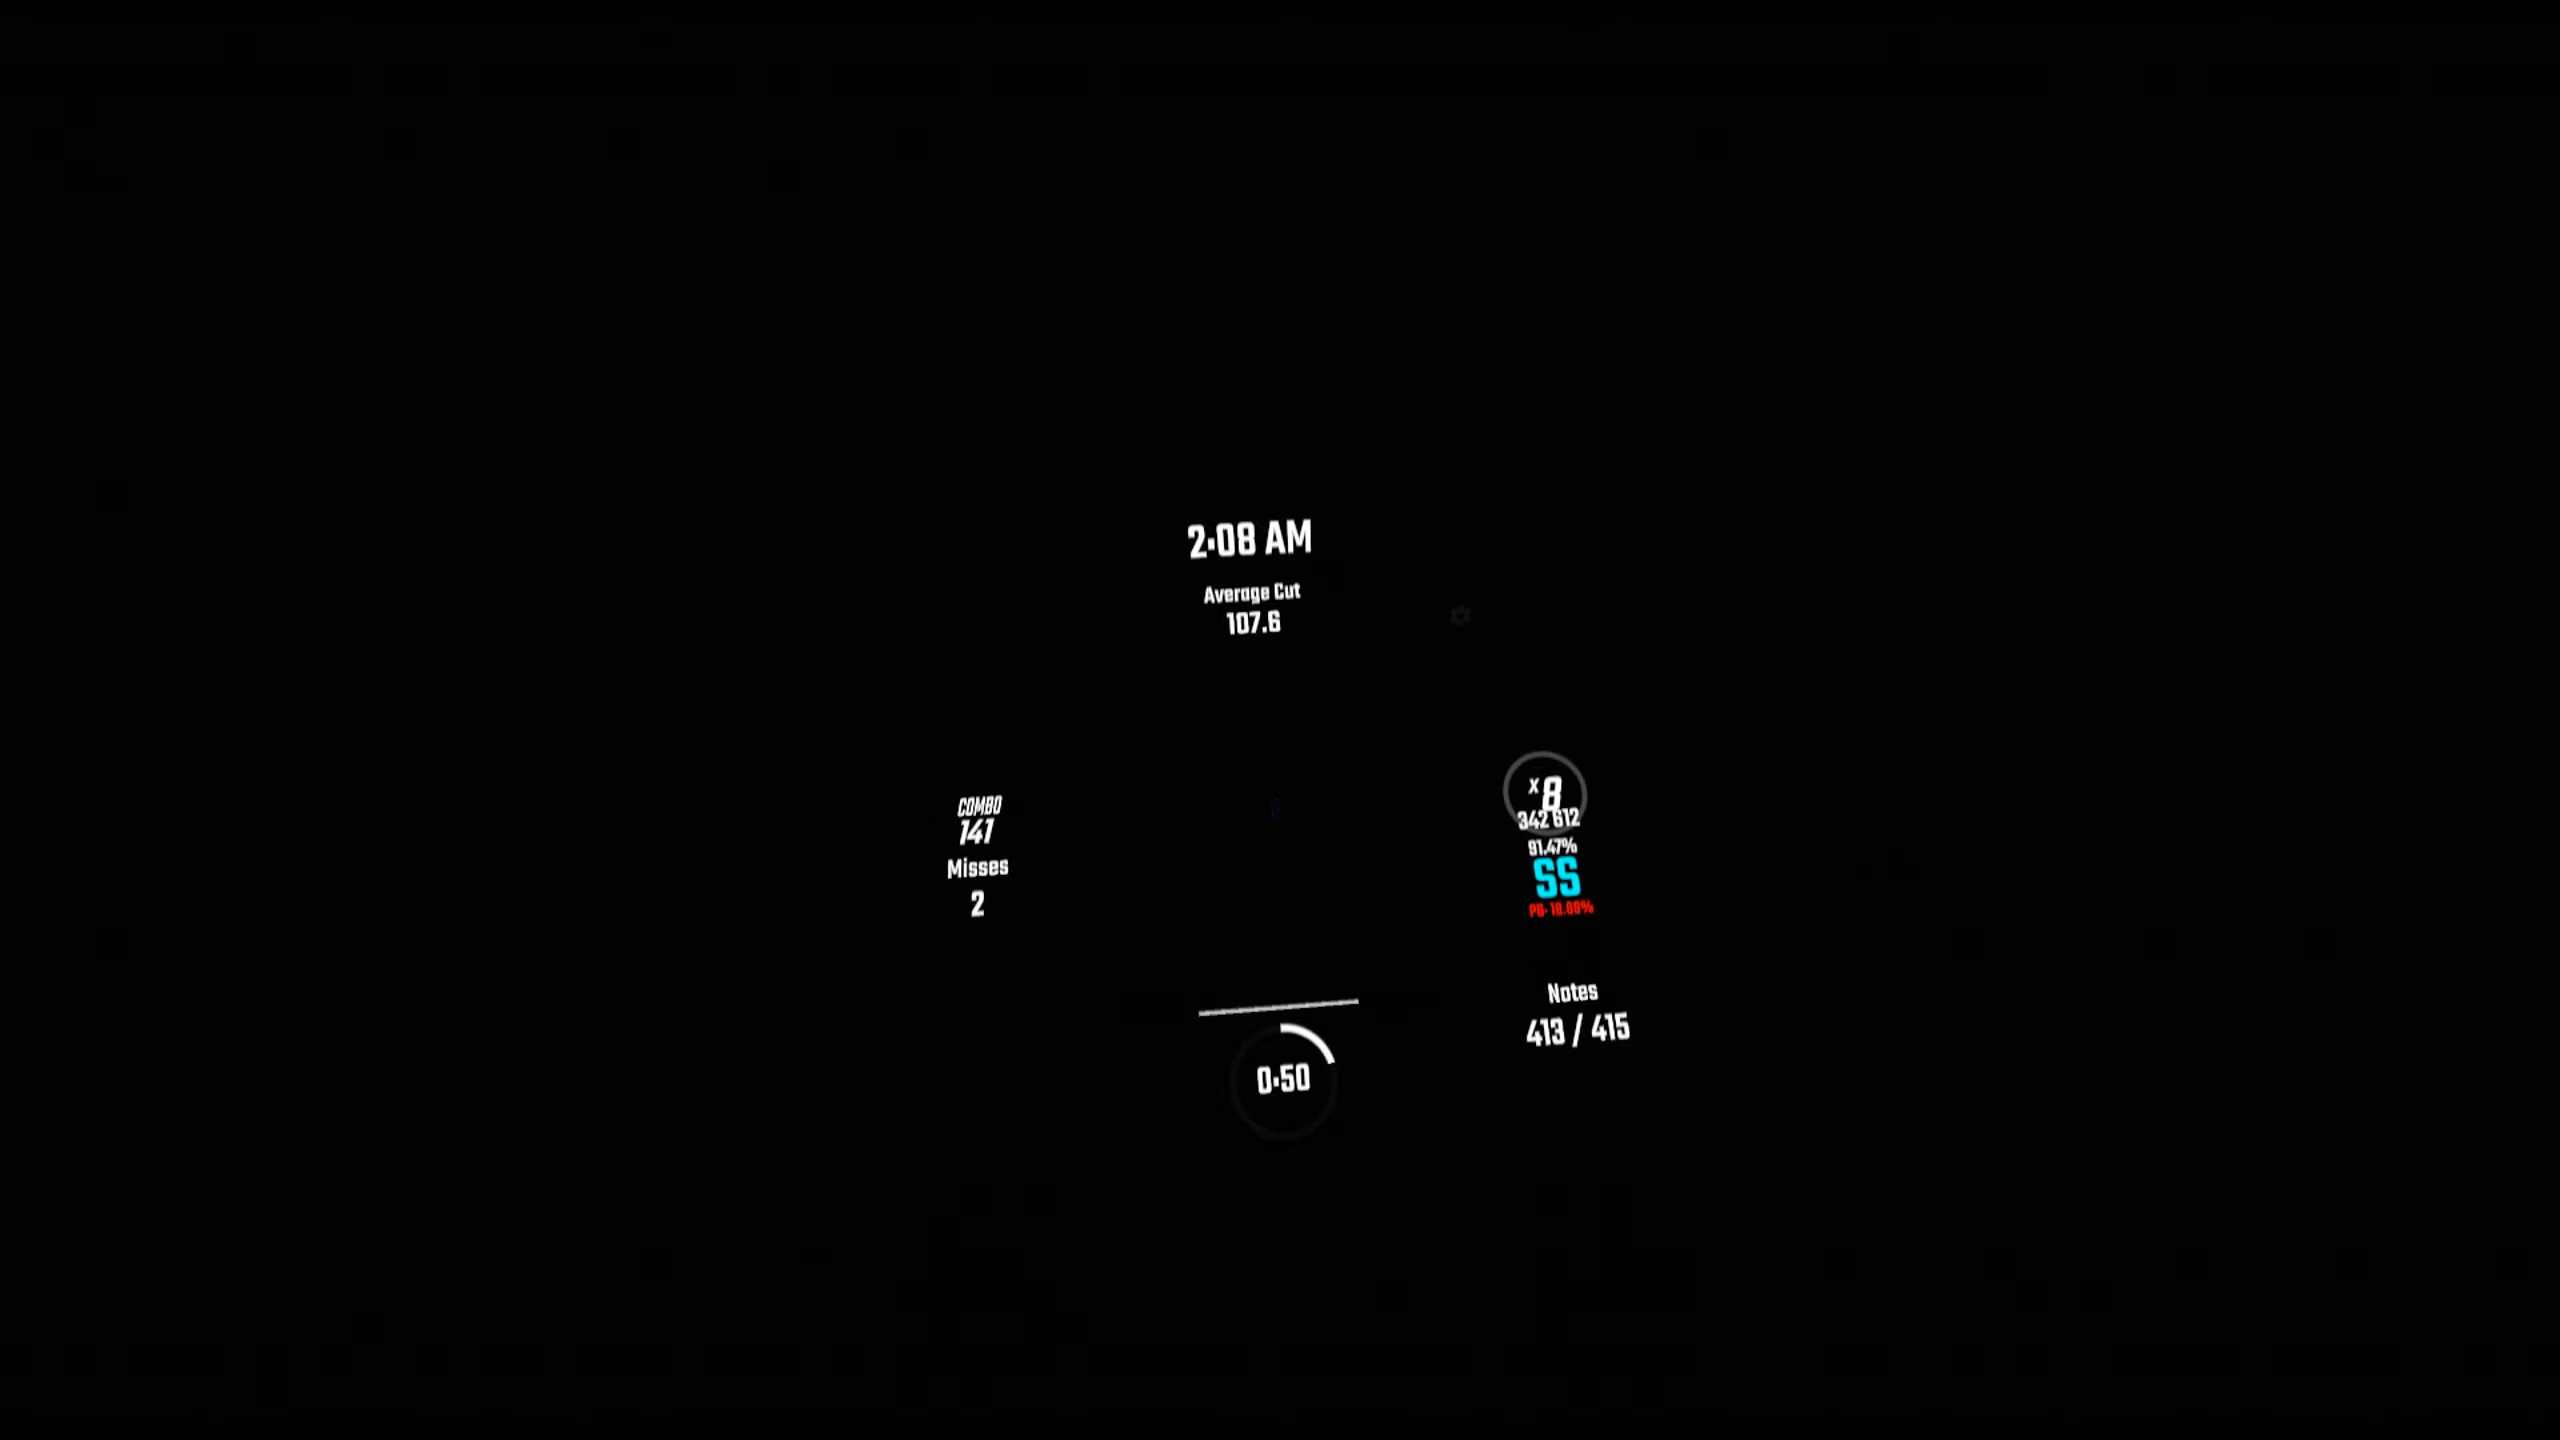 2:08 AM
Average Cut
107.6
COMBO
141
Misses
2
x8
342 612
91.47%
SS
Notes
413 / 415
0:50